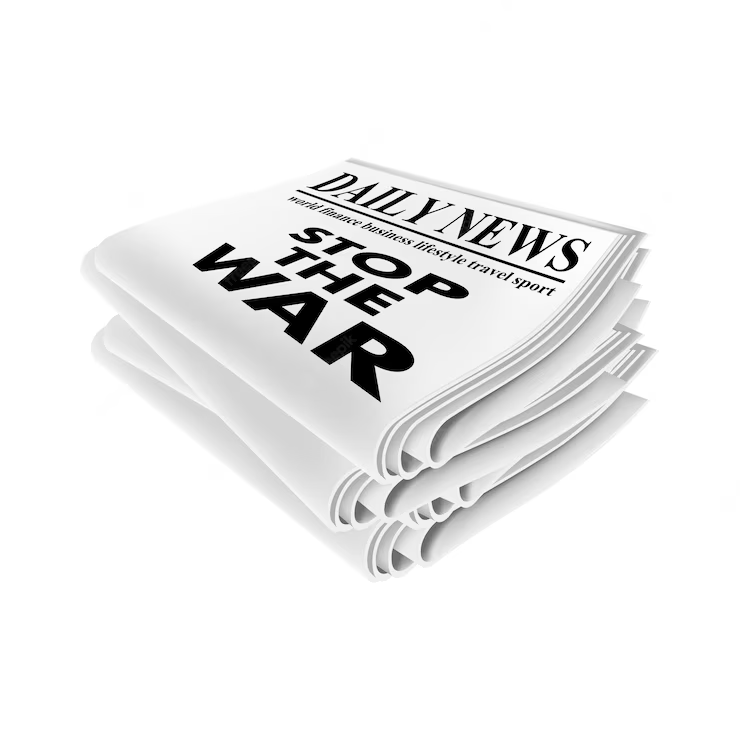 DAILY NEWS
world finance business lifestyle travel sport
STOP
THE
WAR